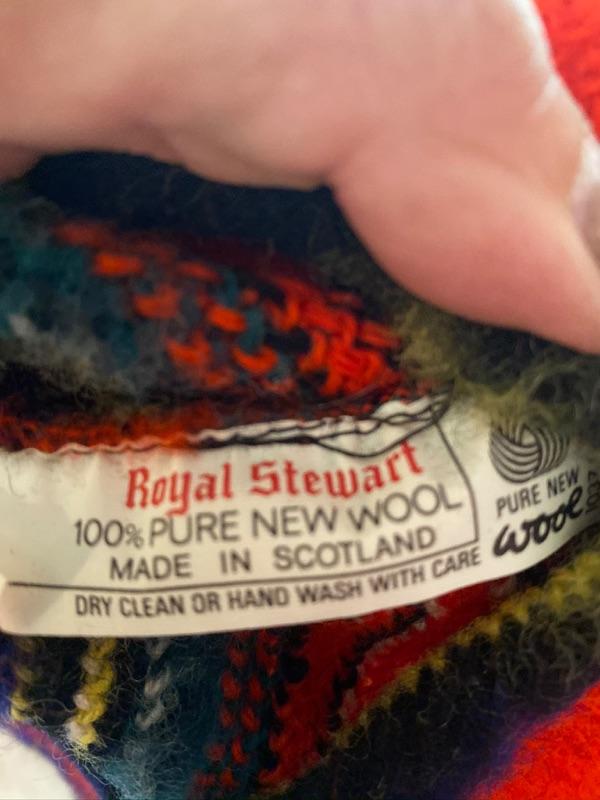 Royal Stewart
100% PURE NEW WOOL
MADE IN SCOTLAND
DRY CLEAN OR HAND WASH WITH CARE
PURE NEW
wool